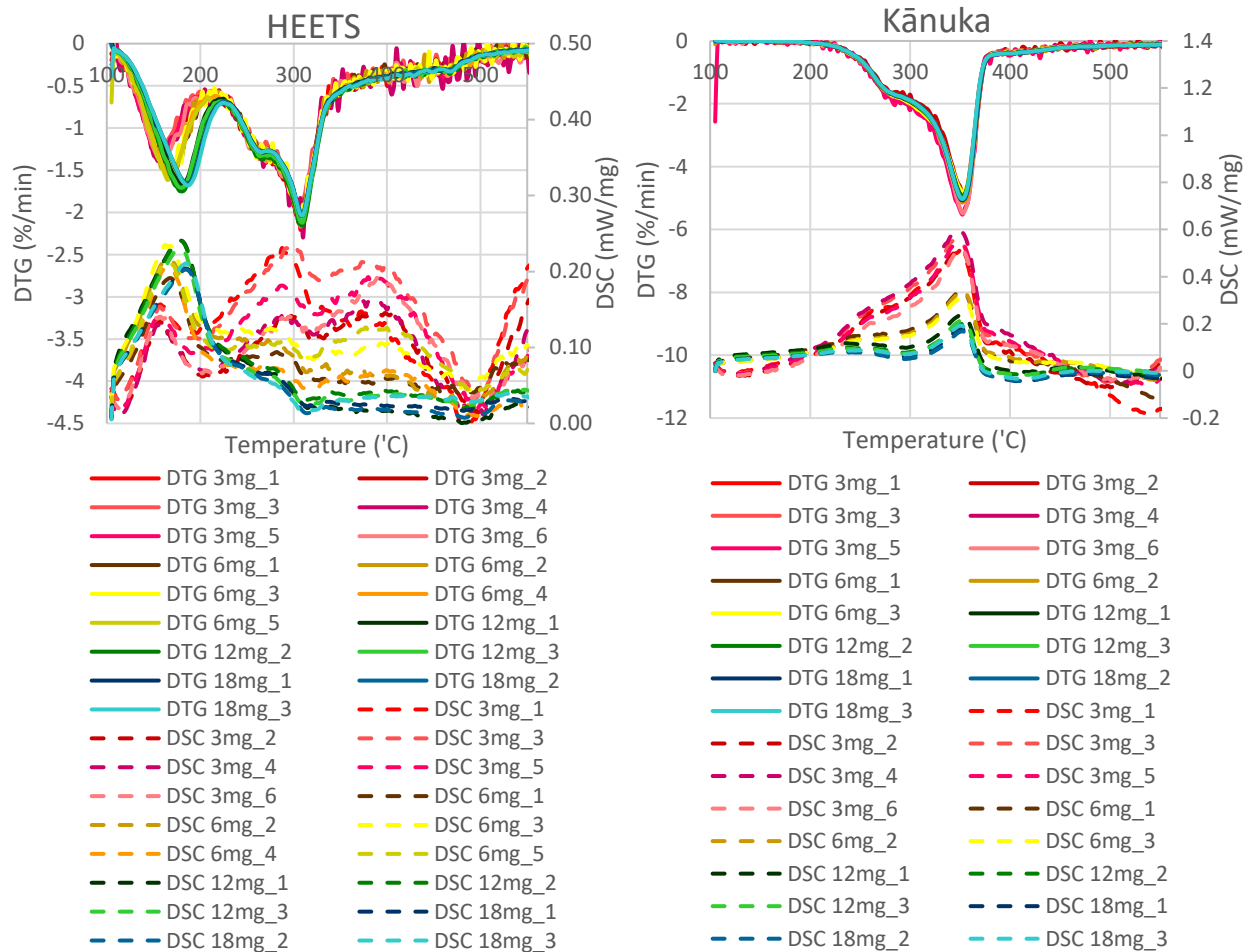 HEETS
0
-0.5
-1
-1.5
-2
-2.5
-3
-3.5
-4
-4.5
100 200 300 400 500
0.50
0.40
0.30
0.20
0.10
0.00
DTG (%/min)
DSC (mW/mg)
Temperature ('C)
DTG 3mg_1 DTG 3mg_2
DTG 3mg_3 DTG 3mg_4
DTG 3mg_5 DTG 3mg_6
DTG 6mg_1 DTG 6mg_2
DTG 6mg_3 DTG 6mg_4
DTG 6mg_5 DTG 12mg_1
DTG 12mg_2 DTG 12mg_3
DTG 18mg_1 DTG 18mg_2
DTG 18mg_3 DSC 3mg_1
DSC 3mg_2 DSC 3mg_3
DSC 3mg_4 DSC 3mg_5
DSC 3mg_6 DSC 6mg_1
DSC 6mg_2 DSC 6mg_3
DSC 6mg_4 DSC 6mg_5
DSC 12mg_1 DSC 12mg_2
DSC 12mg_3 DSC 18mg_1
DSC 18mg_2 DSC 18mg_3
Kānuka
0
-2
-4
-6
-8
-10
-12
100 200 300 400 500
1.4
1.2
1
0.8
0.6
0.4
0.2
0
-0.2
DTG (%/min)
DSC (mW/mg)
Temperature ('C)
DTG 3mg_1 DTG 3mg_2
DTG 3mg_3 DTG 3mg_4
DTG 3mg_5 DTG 3mg_6
DTG 6mg_1 DTG 6mg_2
DTG 6mg_3 DTG 12mg_1
DTG 12mg_2 DTG 12mg_3
DTG 18mg_1 DTG 18mg_2
DTG 18mg_3 DSC 3mg_1
DSC 3mg_2 DSC 3mg_3
DSC 3mg_4 DSC 3mg_5
DSC 3mg_6 DSC 6mg_1
DSC 6mg_2 DSC 6mg_3
DSC 12mg_1 DSC 12mg_2
DSC 12mg_3 DSC 18mg_1
DSC 18mg_2 DSC 18mg_3